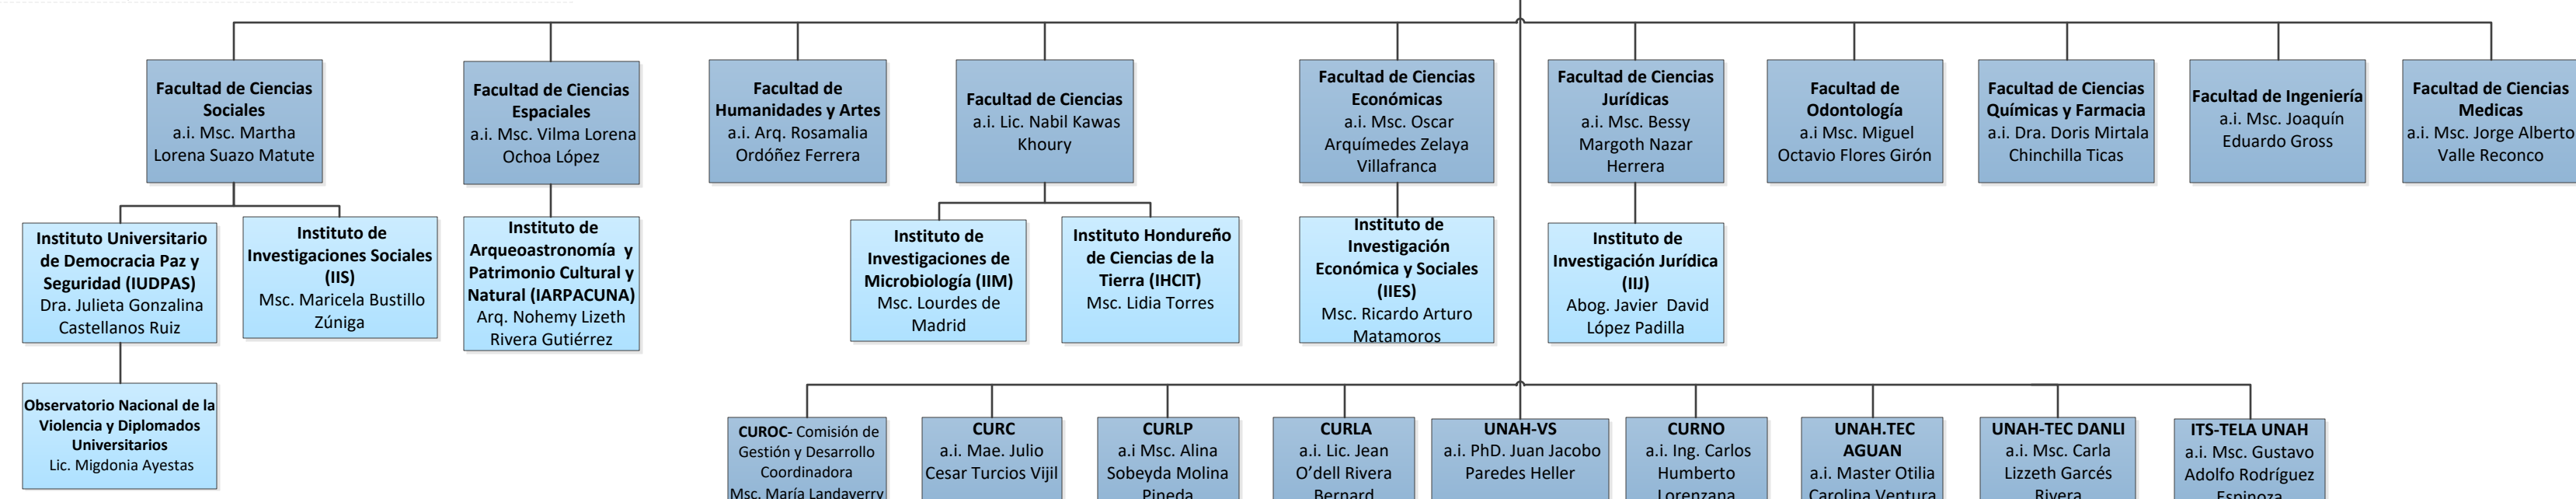 Facultad de Ciencias
Sociales
a.i. Msc. Martha
Lorena Suazo Matute
Facultad de Ciencias
Espaciales
a.i. Msc. Vilma Lorena
Ochoa López
Facultad de
Humanidades y Artes
a.i. Arq. Rosamalia
Ordóñez Ferrera
Facultad de Ciencias
a.i. Lic. Nabil Kawas
Khoury
Facultad de Ciencias
Económicas
a.i. Msc. Oscar
Arquímedes Zelaya
Villafranca
Facultad de Ciencias
Jurídicas
a.i. Msc. Bessy
Margoth Nazar
Herrera
Facultad de
Odontología
a.i Msc. Miguel
Octavio Flores Girón
Facultad de Ciencias
Químicas y Farmacia
a.i. Dra. Doris Mirtala
Chinchilla Ticas
Facultad de Ingeniería
a.i. Msc. Joaquín
Eduardo Gross
Facultad de Ciencias
Medicas
a.i. Msc. Jorge Alberto
Valle Reconco
Instituto Universitario
de Democracia Paz y
Seguridad (IUDPAS)
Dra. Julieta Gonzalina
Castellanos Ruiz
Instituto de
Investigaciones Sociales
(IIS)
Msc. Maricela Bustillo
Zúniga
Instituto de
Arqueoastronomía y
Patrimonio Cultural y
Natural (IARPACUNA)
Arq. Nohemy Lizeth
Rivera Gutiérrez
Instituto de
Investigaciones de
Microbiología (IIM)
Msc. Lourdes de
Madrid
Instituto Hondureño
de Ciencias de la
Tierra (IHCIT)
Msc. Lidia Torres
Instituto de
Investigación
Económica y Sociales
(IIES)
Msc. Ricardo Arturo
Matamoros
Instituto de
Investigación Jurídica
(IIJ)
Abog. Javier David
López Padilla
Observatorio Nacional de la
Violencia y Diplomados
Universitarios
Lic. Migdonia Ayestas
CUROC- Comisión de
Gestión y Desarrollo
Coordinadora
Msc. María Landaverry
CURC
a.i. Mae. Julio
Cesar Turcios Vijil
CURLP
a.i Msc. Alina
Sobeyda Molina
Pineda
CURLA
a.i. Lic. Jean
O'dell Rivera
Bernard
UNAH-VS
a.i. PhD. Juan Jacobo
Paredes Heller
CURNO
a.i. Ing. Carlos
Humberto
Lorenzana
UNAH.TEC
AGUAN
a.i. Master Otilia
Carolina Ventura
UNAH-TEC DANLI
a.i. Msc. Carla
Lizzeth Garcés
Rivera
ITS-TELA UNAH
a.i. Msc. Gustavo
Adolfo Rodríguez
Espinoza